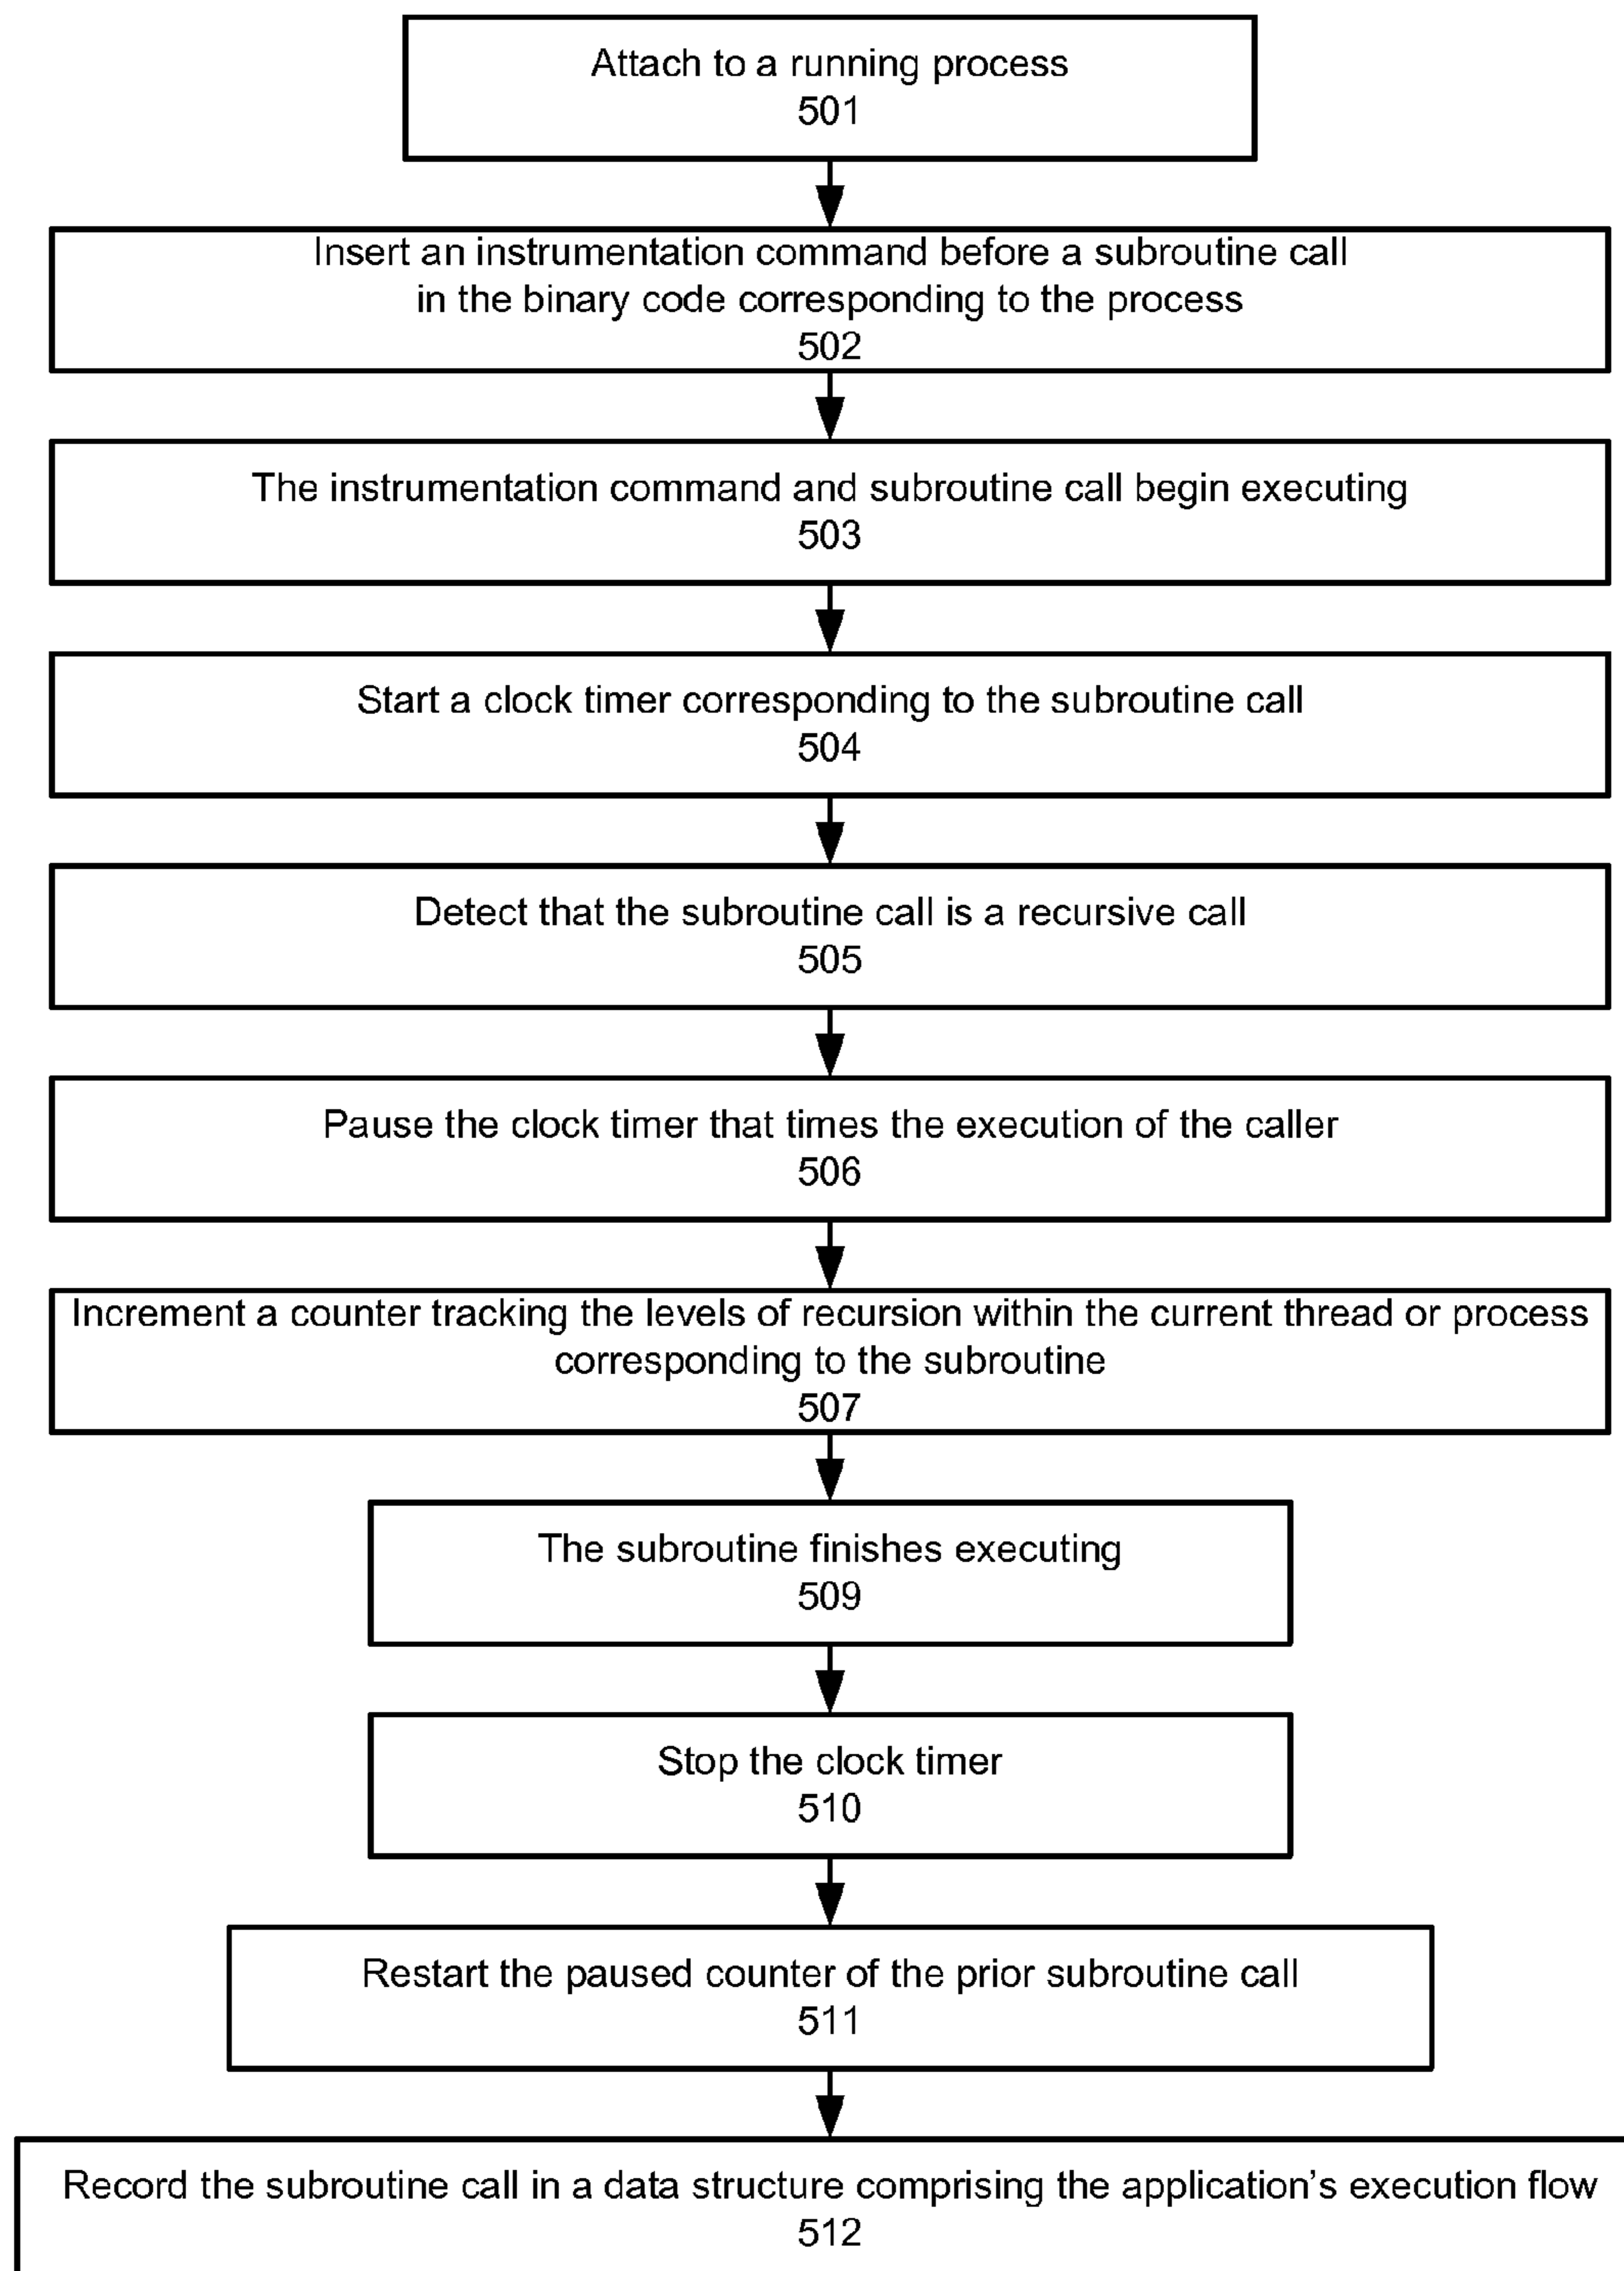 Attach to a running process
501
Insert an instrumentation command before a subroutine call
in the binary code corresponding to the process
502
The instrumentation command and subroutine call begin executing
503
Start a clock timer corresponding to the subroutine call
504
Detect that the subroutine call is a recursive call
505
Pause the clock timer that times the execution of the caller
506
Increment a counter tracking the levels of recursion within the current thread or process
corresponding to the subroutine
507
The subroutine finishes executing
509
Stop the clock timer
510
Restart the paused counter of the prior subroutine call
511
Record the subroutine call in a data structure comprising the application's execution flow
512